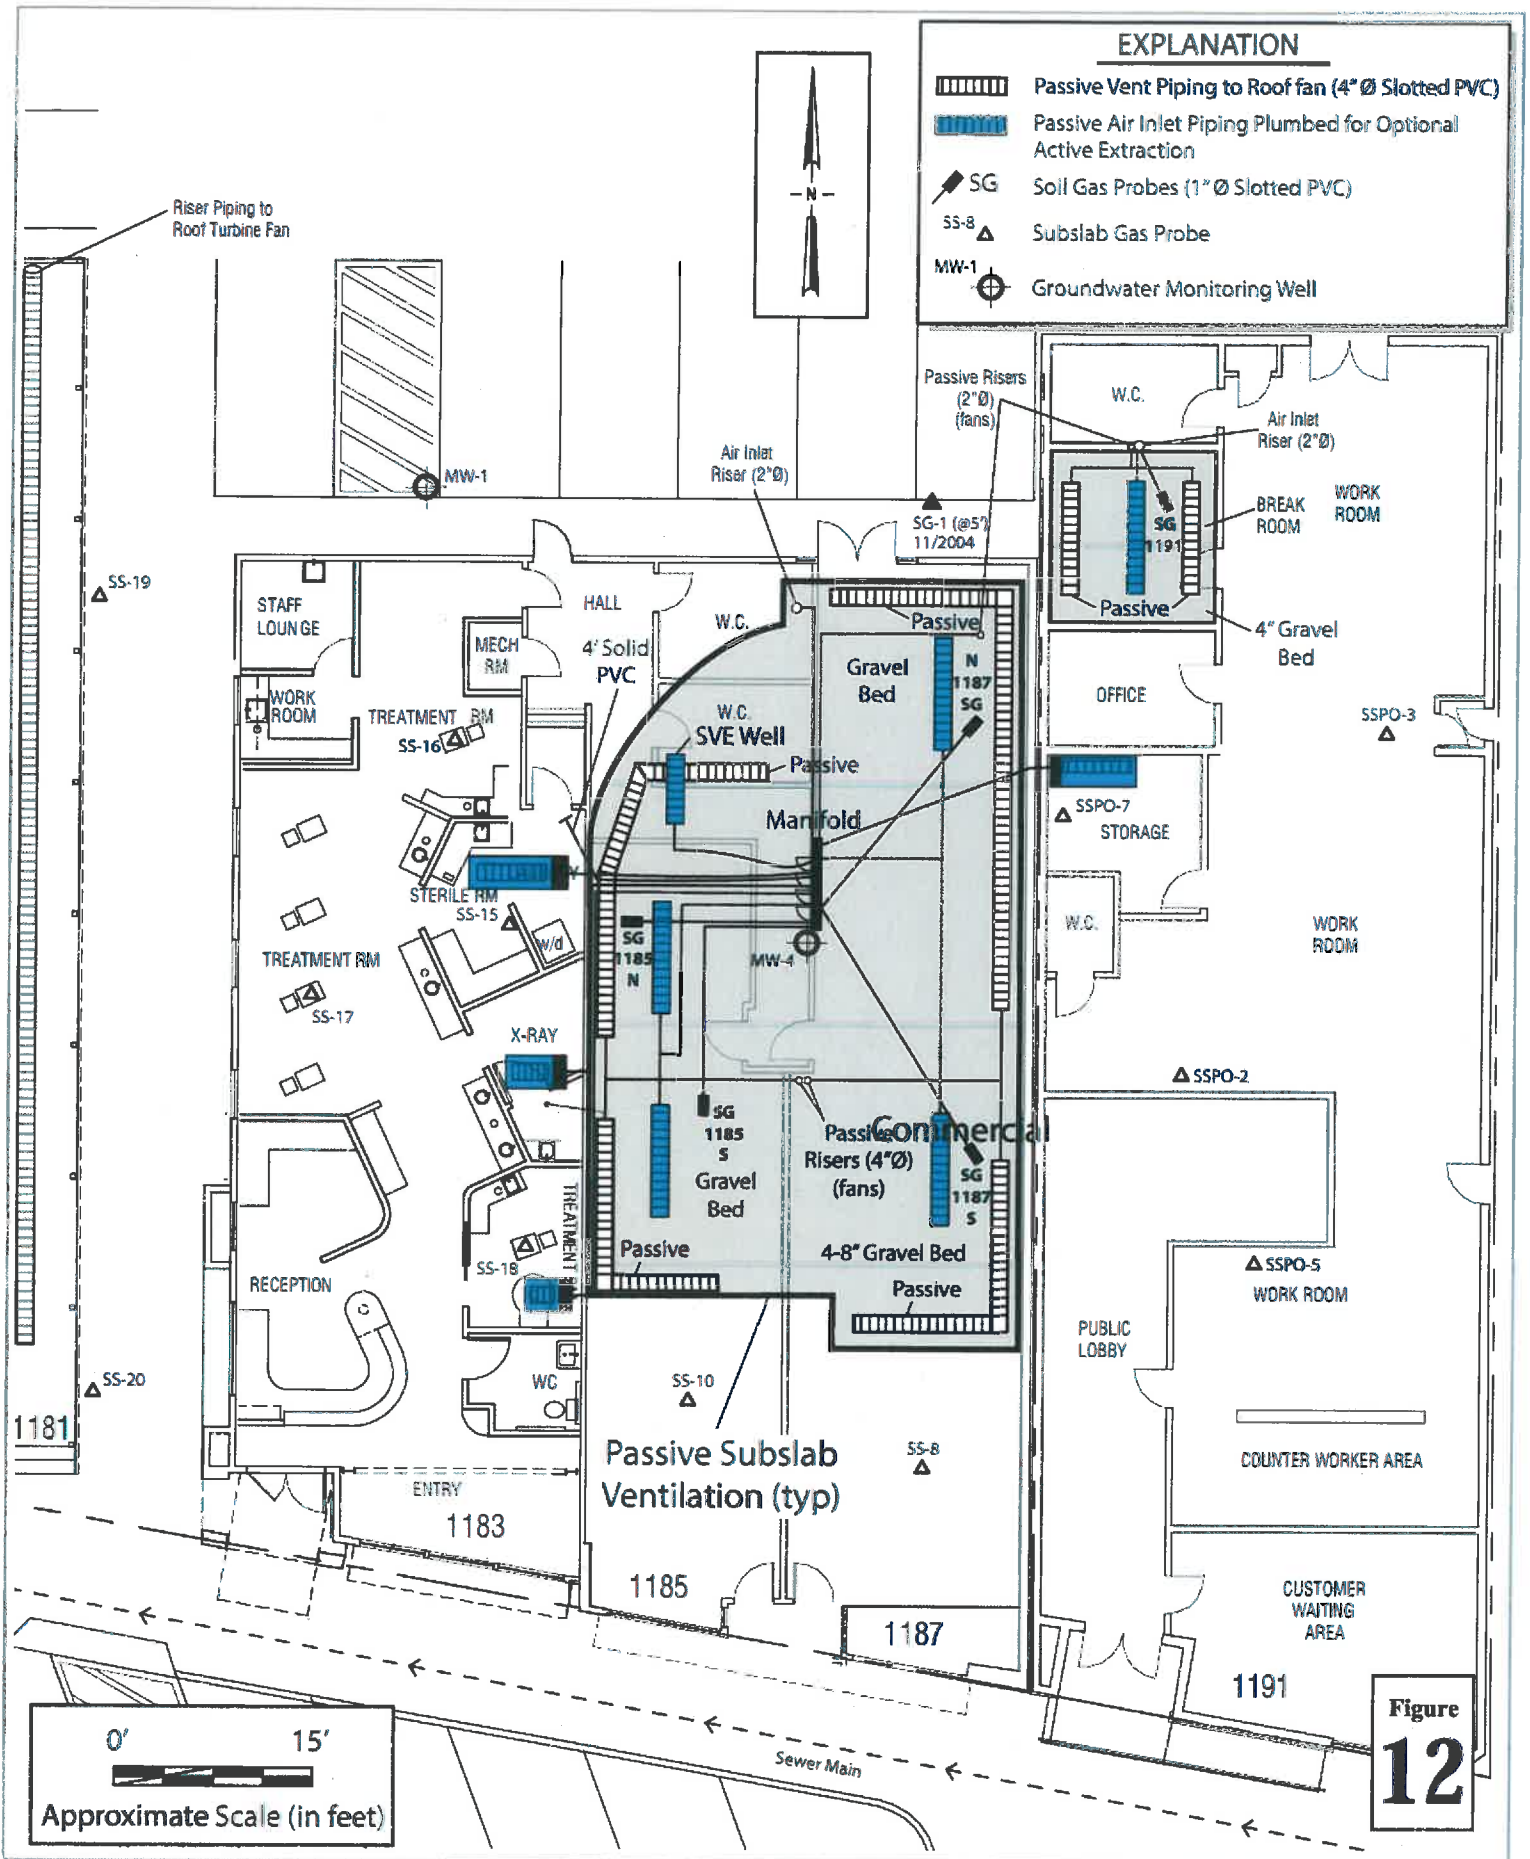 EXPLANATION
Passive Vent Piping to Roof fan (4"Ø Slotted PVC)
Passive Air Inlet Piping Plumbed for Optional
Active Extraction
SG
Soil Gas Probes (1"Ø Slotted PVC)
SS-8
Subslab Gas Probe
MW-1
Groundwater Monitoring Well
N
Riser Piping to
Roof Turbine Fan
MW-1
Air Inlet
Riser (2"Ø)
Passive Risers
(2"Ø)
(fans)
SG-1 (@5')
11/2004
W.C.
Air Inlet
Riser (2"Ø)
BREAK
ROOM
WORK
ROOM
SG
1191
Passive
4" Gravel
Bed
SS-19
STAFF
LOUNGE
HALL
MECH
RM
4' Solid
PVC
W.C.
Passive
Gravel
Bed
N
1187
SG
OFFICE
WORK
ROOM
TREATMENT RM
SS-16
W.C.
SVE Well
Passive
Manifold
SSPO-3
SSPO-7
STORAGE
STERILE RM
SS-15
w/d
SG
1185
N
MW-4
W.C.
WORK
ROOM
TREATMENT RM
SS-17
X-RAY
SSPO-2
SG
1185
S
Gravel
Bed
Passive
Risers (4"Ø)
(fans)
Commercial
SG
1187
S
TREATMENT
SS-18
Passive
4-8" Gravel Bed
Passive
RECEPTION
SSPO-5
WORK ROOM
PUBLIC
LOBBY
SS-20
1181
WC
SS-10
SS-8
Passive Subslab
Ventilation (typ)
COUNTER WORKER AREA
ENTRY
1183
1185
1187
CUSTOMER
WAITING
AREA
1191
Sewer Main
0' 15'
Approximate Scale (in feet)
Figure
12